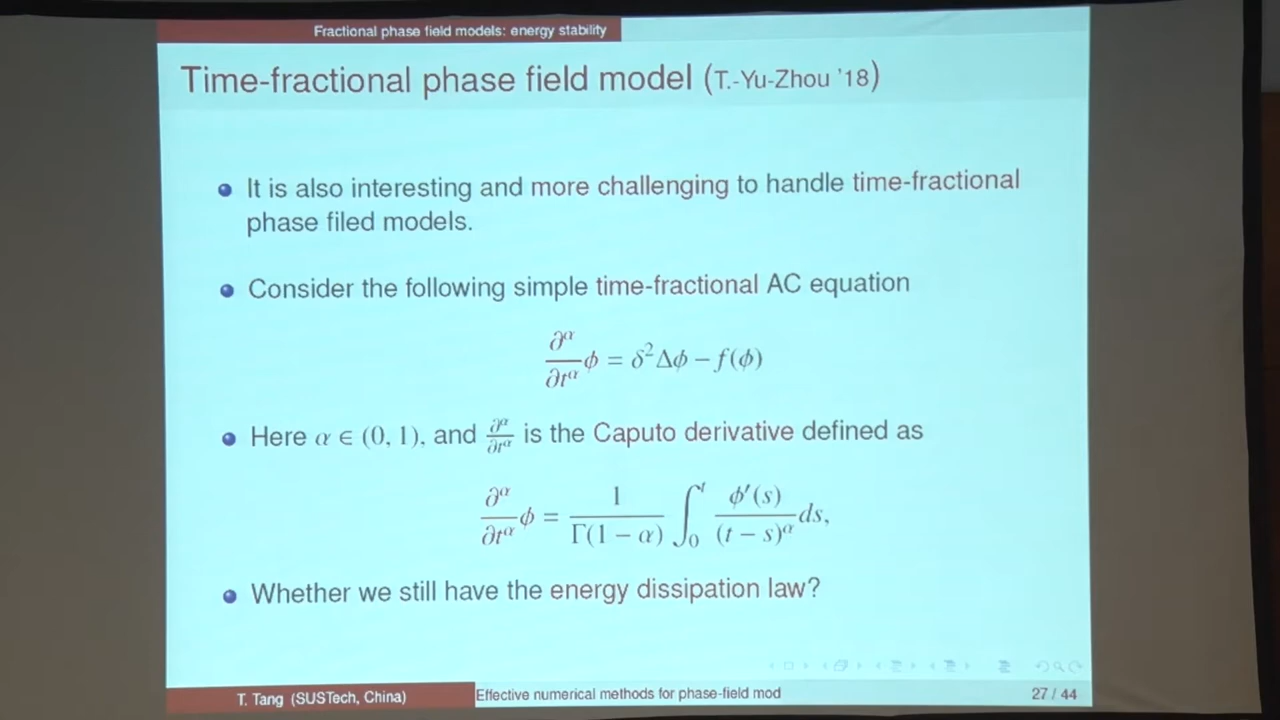 Fractional phase field models: energy stability
Time-fractional phase field model (T.-Yu-Zhou '18)
It is also interesting and more challenging to handle time-fractional
phase filed models.
Consider the following simple time-fractional AC equation
∂^α/∂t^α ϕ = δ²Δϕ − f(ϕ)
Here α ∈ (0, 1), and ∂^α/∂t^α is the Caputo derivative defined as
∂^α/∂t^α ϕ = 1/Γ(1 − α) ∫_0^t ϕ′(s)/(t − s)^α ds,
Whether we still have the energy dissipation law?
T. Tang (SUSTech, China)
Effective numerical methods for phase-field mod
27 / 44